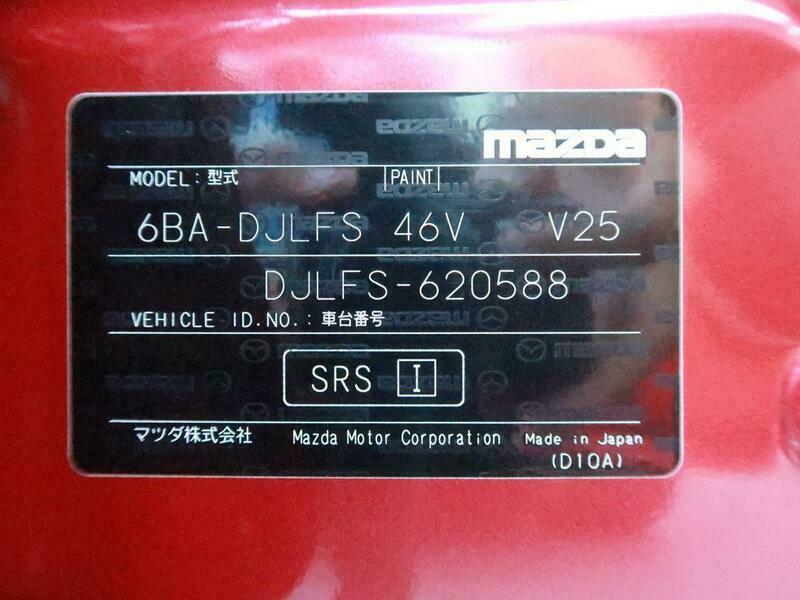 mazda
MODEL: 型式 PAINT
6BA-DJLFS 46V V25
DJLFS-620588
VEHICLE ID.NO.: 車台番号
SRS I
マツダ株式会社 Mazda Motor Corporation Made in Japan
(D10A)